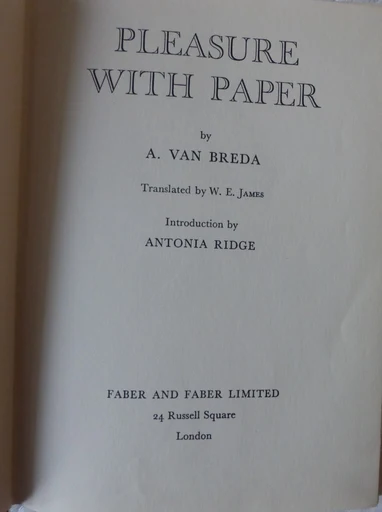 PLEASURE
WITH PAPER
by
A. VAN BREDA
Translated by W. E. JAMES
Introduction by
ANTONIA RIDGE
FABER AND FABER LIMITED
24 Russell Square
London